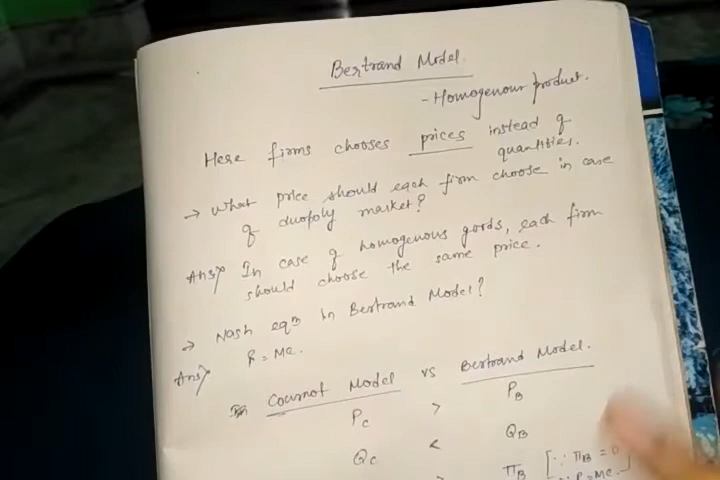 Bertrand Model
- Homogenous product.
Here firms chooses prices instead of quantities.
→ What price should each firm choose in case
of duopoly market?
Ans> In case of homogenous goods, each firm
should choose the same price.
→ Nash eqm in Bertrand Model?
Ans> P = MC.
Cournot Model vs Bertrand Model.
PC > PB
QC < QB
> πB [∵ πB = 0
∵ P = MC.]